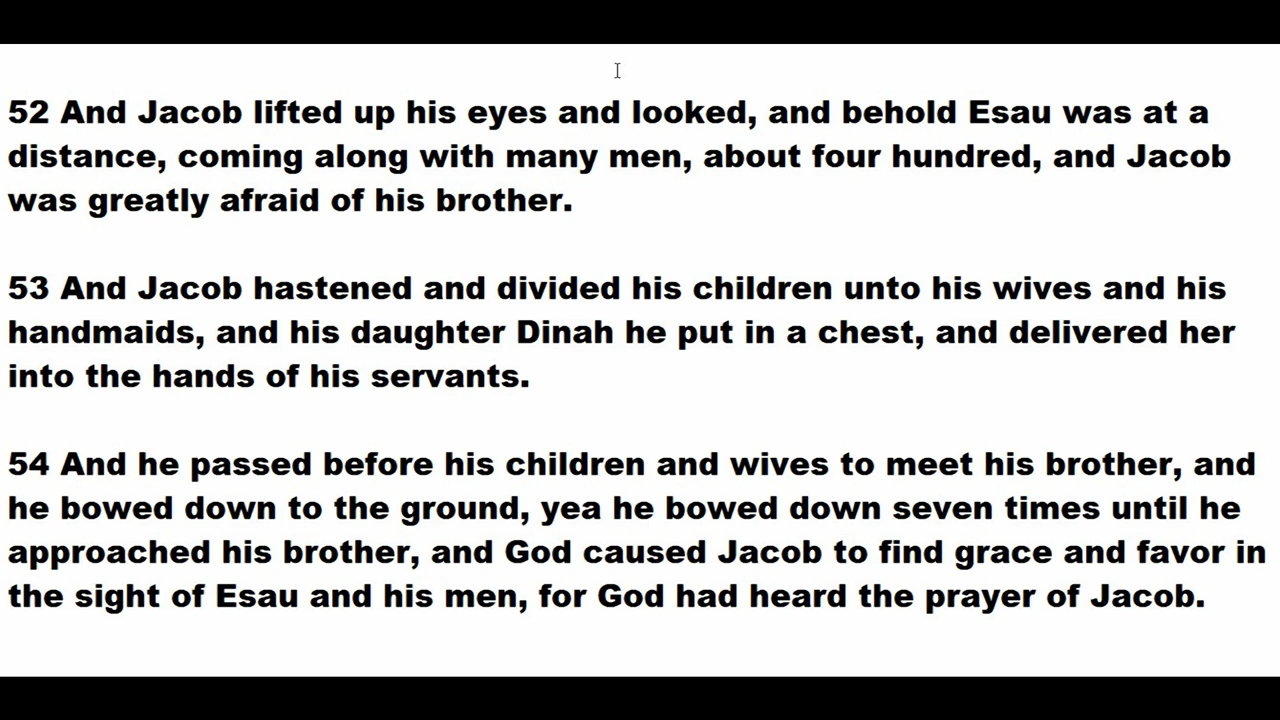 52 And Jacob lifted up his eyes and looked, and behold Esau was at a
distance, coming along with many men, about four hundred, and Jacob
was greatly afraid of his brother.
53 And Jacob hastened and divided his children unto his wives and his
handmaids, and his daughter Dinah he put in a chest, and delivered her
into the hands of his servants.
54 And he passed before his children and wives to meet his brother, and
he bowed down to the ground, yea he bowed down seven times until he
approached his brother, and God caused Jacob to find grace and favor in
the sight of Esau and his men, for God had heard the prayer of Jacob.